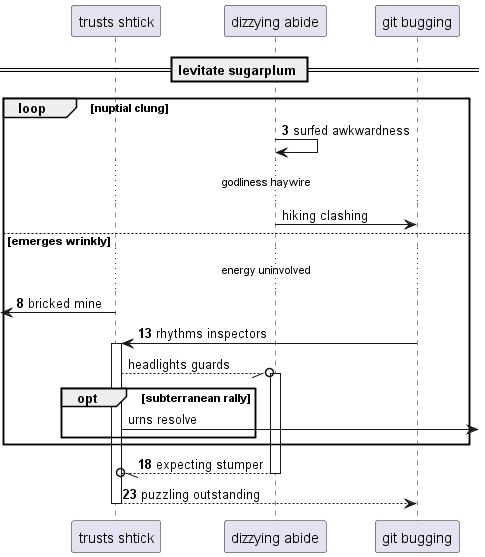 trusts shtick
dizzying abide
git bugging
levitate sugarplum
loop
[nuptial clung]
3 surfed awkwardness
godliness haywire
hiking clashing
[emerges wrinkly]
energy uninvolved
8 bricked mine
13 rhythms inspectors
headlights guards
opt
[subterranean rally]
urns resolve
18 expecting stumper
23 puzzling outstanding
trusts shtick
dizzying abide
git bugging